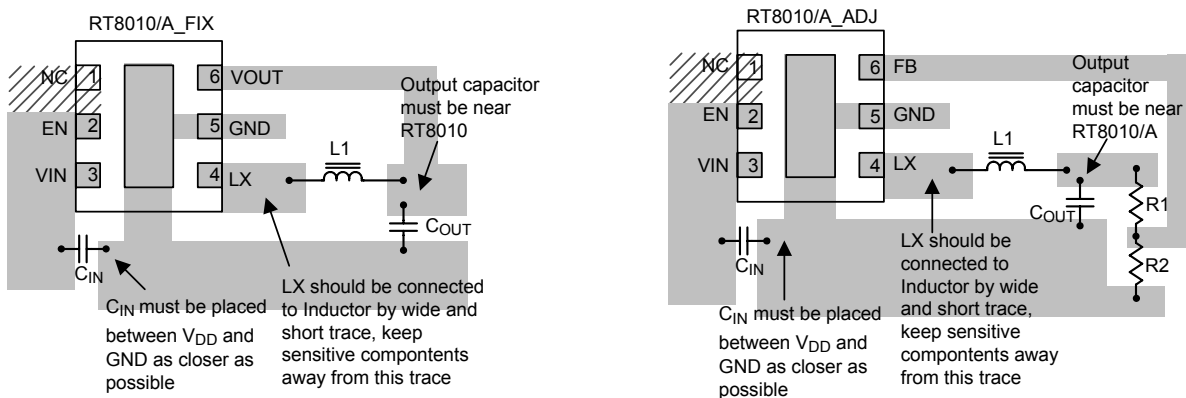 RT8010/A_FIX
NC 1
6 VOUT
EN 2
5 GND
VIN 3
4 LX
L1
Output capacitor
must be near
RT8010
COUT
CIN
CIN must be placed
between VDD and
GND as closer as
possible
LX should be connected
to Inductor by wide and
short trace, keep
sensitive compontents
away from this trace
RT8010/A_ADJ
NC 1
6 FB
EN 2
5 GND
VIN 3
4 LX
L1
Output
capacitor
must be near
RT8010/A
COUT
R1
R2
CIN
CIN must be placed
between VDD and
GND as closer as
possible
LX should be
connected to
Inductor by wide
and short trace,
keep sensitive
compontents away
from this trace